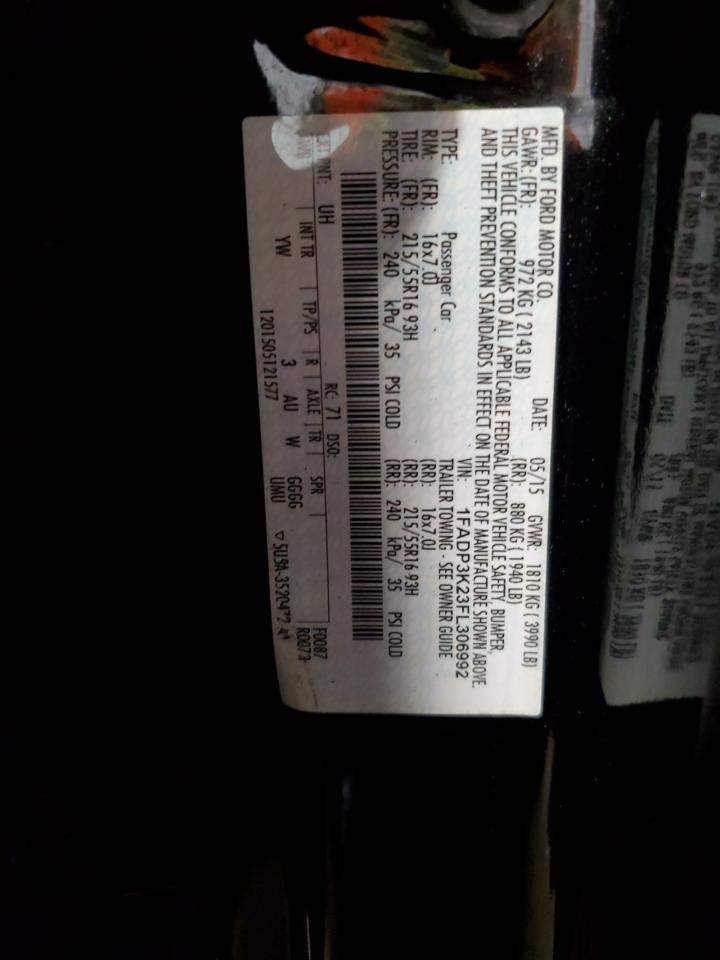 MFD. BY FORD MOTOR CO.
DATE: 05/15 GVWR: 1810 KG ( 3990 LB)
GAWR: (FR): 972 KG ( 2143 LB) (RR): 880 KG ( 1940 LB)
THIS VEHICLE CONFORMS TO ALL APPLICABLE FEDERAL MOTOR VEHICLE SAFETY, BUMPER,
AND THEFT PREVENTION STANDARDS IN EFFECT ON THE DATE OF MANUFACTURE SHOWN ABOVE.
VIN: 1FADP3K23FL306992
TYPE: Passenger Car TRAILER TOWING - SEE OWNER GUIDE
RIM: (FR): 16x7.0J (RR): 16x7.0J
TIRE: (FR): 215/55R16 93H (RR): 215/55R16 93H
PRESSURE: (FR): 240 kPa/ 35 PSI COLD (RR): 240 kPa/ 35 PSI COLD
EXT PNT: UH RC: 71 DSO: F0087
INT TR TP/PS R AXLE TR SPR R0073
YW 3 AU W GGGG
UMU
1201505121577